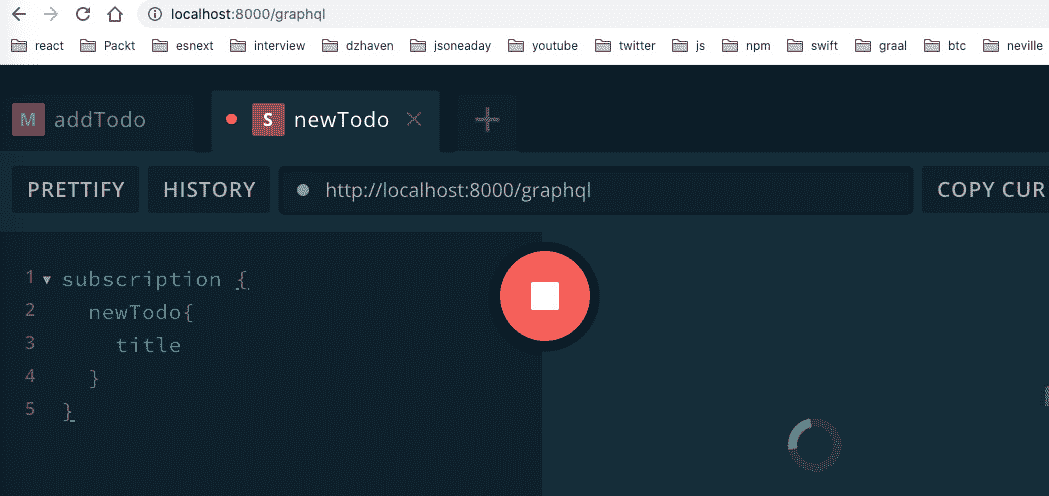 localhost:8000/graphql
react Packt esnext interview dzhaven jsoneaday youtube twitter js npm swift graal btc neville
M addTodo S newTodo
PRETTIFY HISTORY http://localhost:8000/graphql COPY CUR
1 subscription {
2 newTodo{
3 title
4 }
5 }